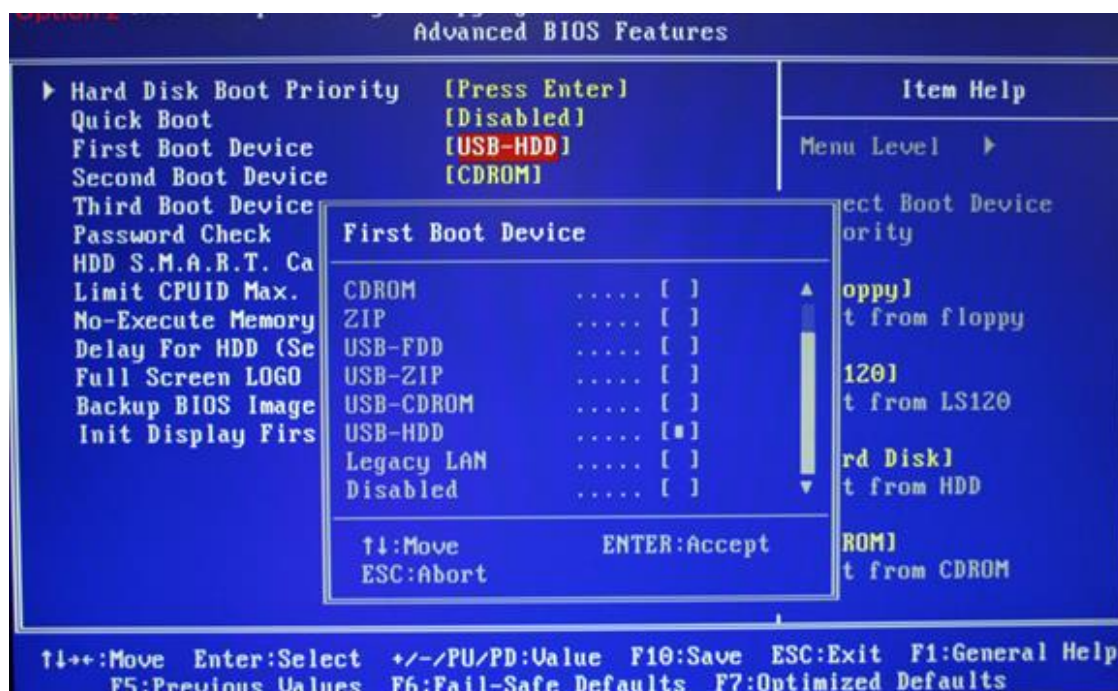 Advanced BIOS Features
Hard Disk Boot Priority [Press Enter]
Quick Boot [Disabled]
First Boot Device [USB-HDD]
Second Boot Device [CDROM]
Third Boot Device
Password Check
HDD S.M.A.R.T. Ca
Limit CPUID Max.
No-Execute Memory
Delay For HDD (Se
Full Screen LOGO
Backup BIOS Image
Init Display Firs
First Boot Device
CDROM ..... [ ]
ZIP ..... [ ]
USB-FDD ..... [ ]
USB-ZIP ..... [ ]
USB-CDROM ..... [ ]
USB-HDD ..... [▪]
Legacy LAN ..... [ ]
Disabled ..... [ ]
↑↓:Move ENTER:Accept
ESC:Abort
Item Help
Menu Level ▶
ect Boot Device
ority
oppy]
t from floppy
120]
t from LS120
rd Disk]
t from HDD
ROM]
t from CDROM
↑↓→←:Move Enter:Select +/-/PU/PD:Value F10:Save ESC:Exit F1:General Help
F5:Previous Values F6:Fail-Safe Defaults F7:Optimized Defaults